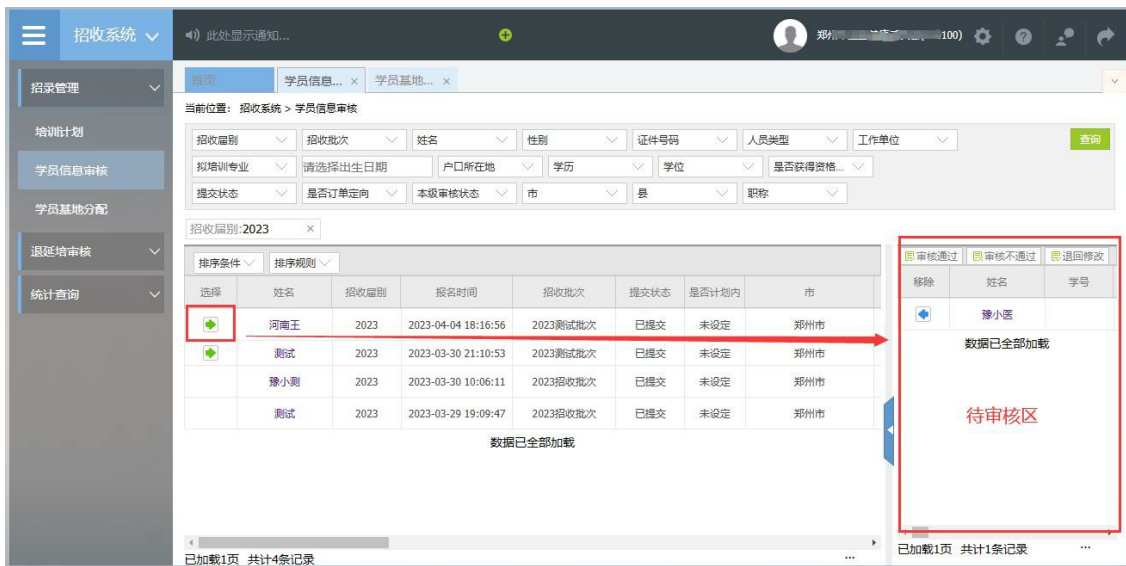 招收系统 此处显示通知... 100)
招录管理
培训计划
学员信息审核
学员基地分配
退延培审核
统计查询
首页 学员信息... × 学员基地... ×
当前位置： 招收系统 > 学员信息审核
招收届别 招收批次 姓名 性别 证件号码 人员类型 工作单位 查询
拟培训专业 请选择出生日期 户口所在地 学历 学位 是否获得资格...
提交状态 是否订单定向 本级审核状态 市 县 职称
招收届别:2023 ×
排序条件 排序规则
选择 姓名 招收届别 报名时间 招收批次 提交状态 是否计划内 市
河南王 2023 2023-04-04 18:16:56 2023测试批次 已提交 未设定 郑州市
测试 2023 2023-03-30 21:10:53 2023测试批次 已提交 未设定 郑州市
豫小测 2023 2023-03-30 10:06:11 2023招收批次 已提交 未设定 郑州市
测试 2023 2023-03-29 19:09:47 2023招收批次 已提交 未设定 郑州市
数据已全部加载
已加载1页 共计4条记录 ...
审核通过 审核不通过 退回修改
移除 姓名 学号
豫小医
数据已全部加载
待审核区
已加载1页 共计1条记录 ...